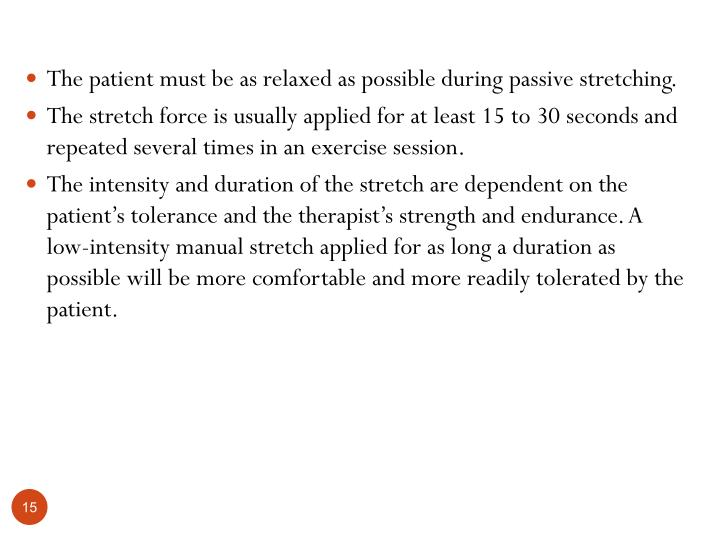 • The patient must be as relaxed as possible during passive stretching.
• The stretch force is usually applied for at least 15 to 30 seconds and
repeated several times in an exercise session.
• The intensity and duration of the stretch are dependent on the
patient’s tolerance and the therapist’s strength and endurance. A
low-intensity manual stretch applied for as long a duration as
possible will be more comfortable and more readily tolerated by the
patient.
15